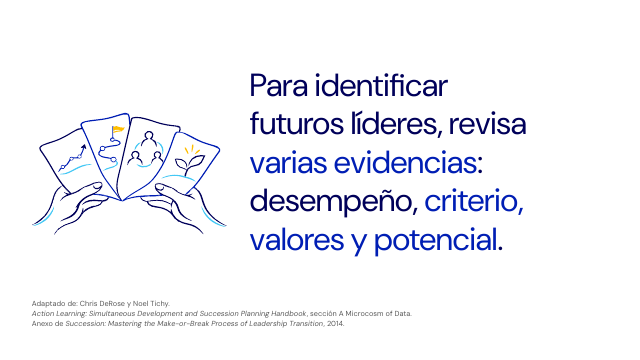 Para identificar
futuros líderes, revisa
varias evidencias:
desempeño, criterio,
valores y potencial.
Adaptado de: Chris DeRose y Noel Tichy.
Action Learning: Simultaneous Development and Succession Planning Handbook, sección A Microcosm of Data.
Anexo de Succession: Mastering the Make-or-Break Process of Leadership Transition, 2014.